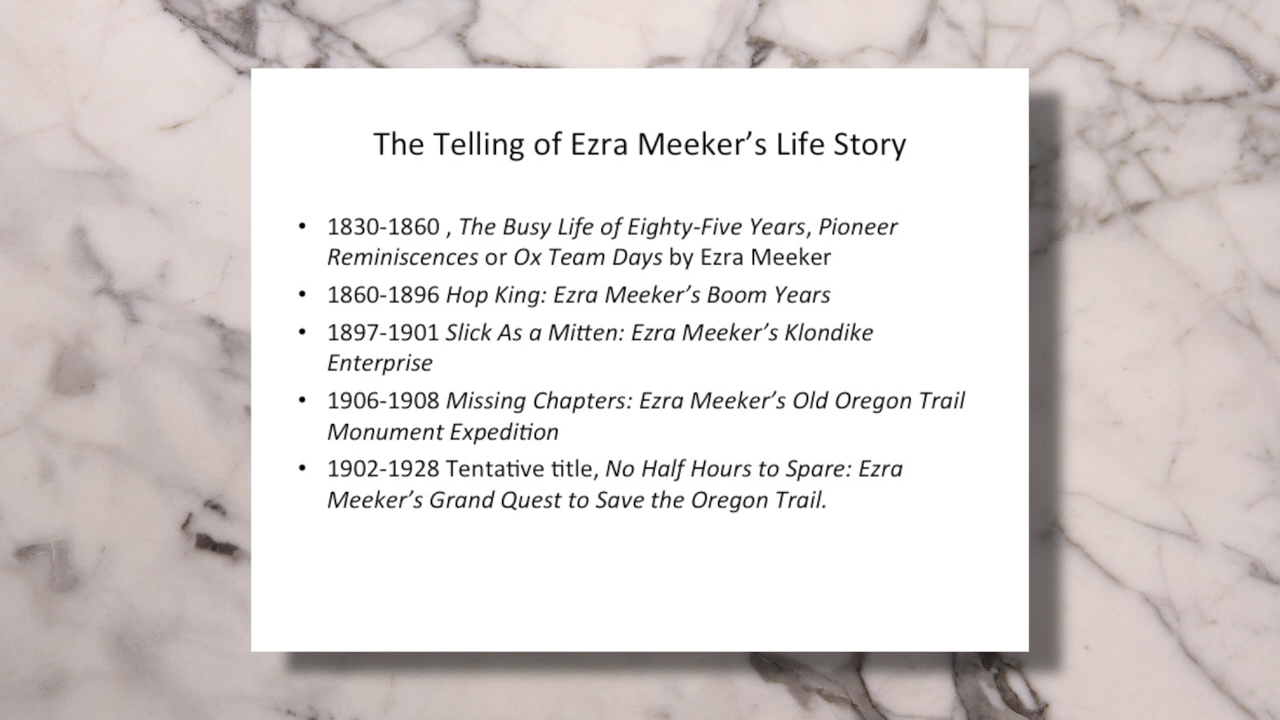 The Telling of Ezra Meeker’s Life Story
• 1830-1860 , The Busy Life of Eighty-Five Years, Pioneer
Reminiscences or Ox Team Days by Ezra Meeker
• 1860-1896 Hop King: Ezra Meeker’s Boom Years
• 1897-1901 Slick As a Mitten: Ezra Meeker’s Klondike
Enterprise
• 1906-1908 Missing Chapters: Ezra Meeker’s Old Oregon Trail
Monument Expedition
• 1902-1928 Tentative title, No Half Hours to Spare: Ezra
Meeker’s Grand Quest to Save the Oregon Trail.